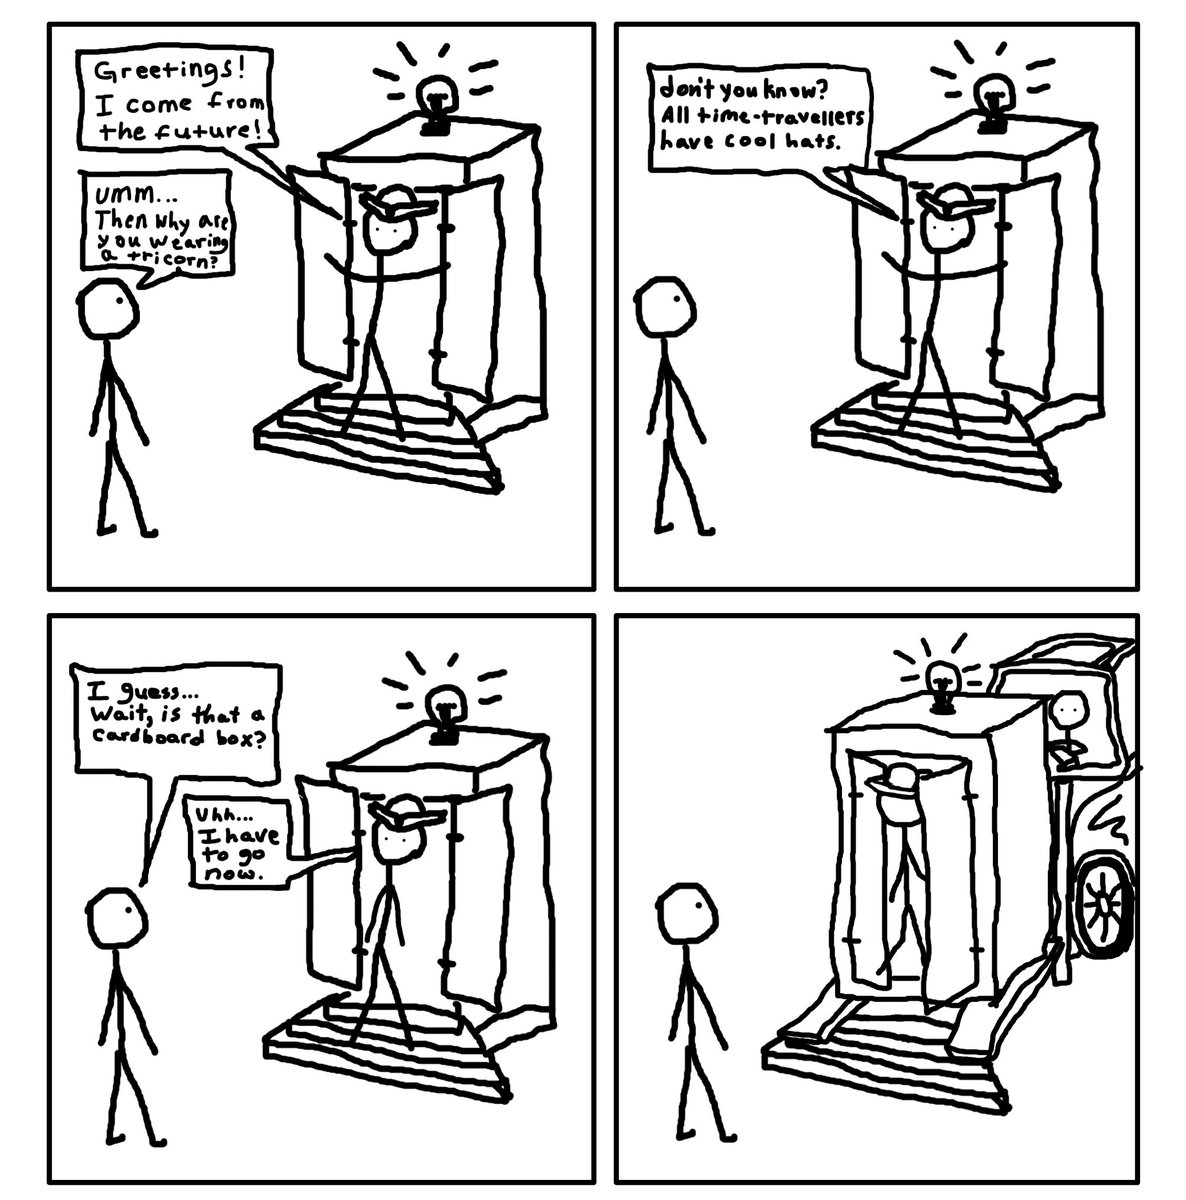 Greetings!
I come from
the future!
umm...
Then why are
you wearing
a tricorn?
don't you know?
All time-travellers
have cool hats.
I guess...
Wait, is that a
cardboard box?
Uhh...
I have
to go
now.